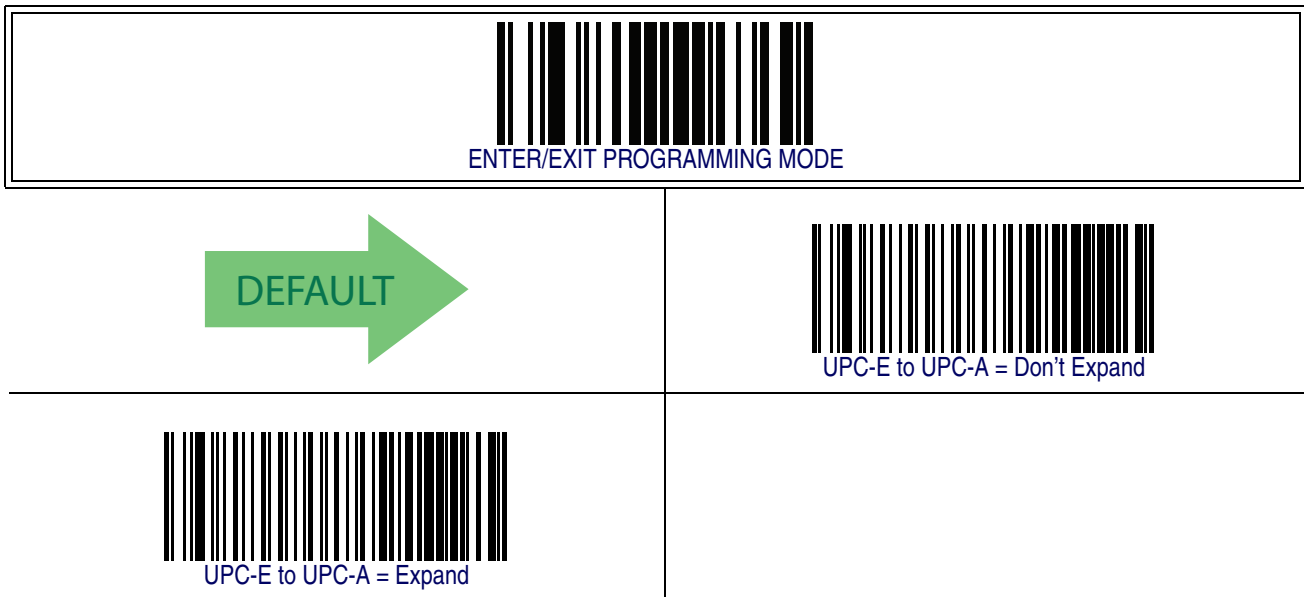 ENTER/EXIT PROGRAMMING MODE
DEFAULT
UPC-E to UPC-A = Don't Expand
UPC-E to UPC-A = Expand